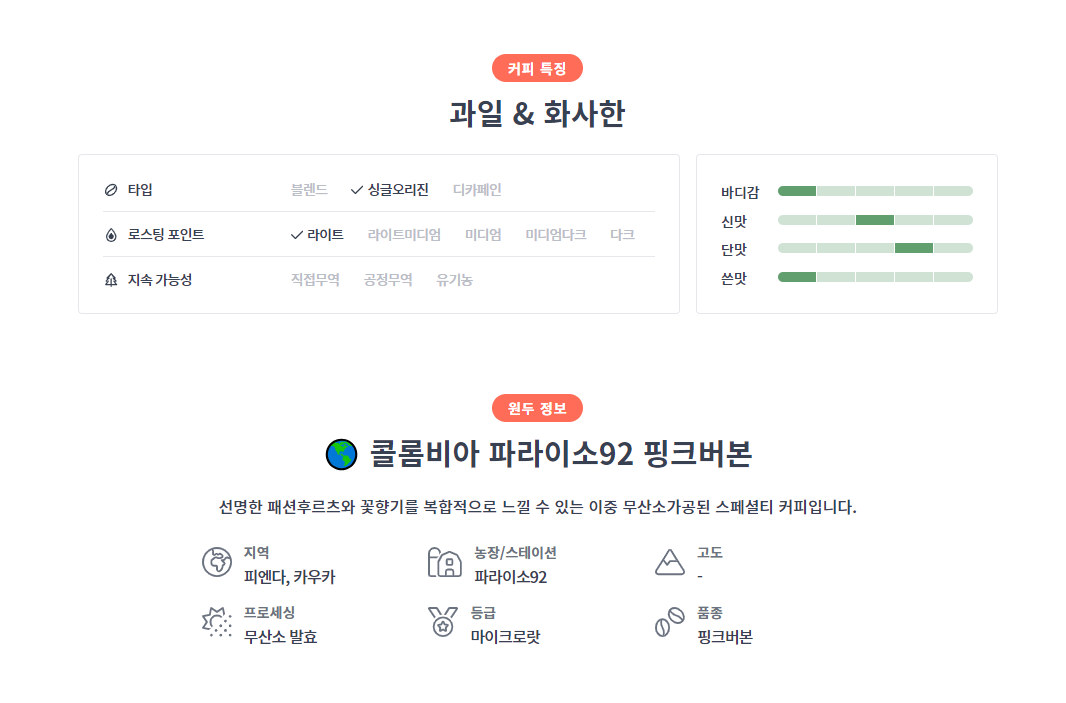 커피 특징
과일 & 화사한
타입 블렌드 싱글오리진 디카페인
로스팅 포인트 라이트 라이트미디엄 미디엄 미디엄다크 다크
지속 가능성 직접무역 공정무역 유기농
바디감
신맛
단맛
쓴맛
원두 정보
콜롬비아 파라이소92 핑크버본
선명한 패션후르츠와 꽃향기를 복합적으로 느낄 수 있는 이중 무산소가공된 스페셜티 커피입니다.
지역 농장/스테이션 고도
피엔다, 카우카 파라이소92 -
프로세싱 등급 품종
무산소 발효 마이크로랏 핑크버본